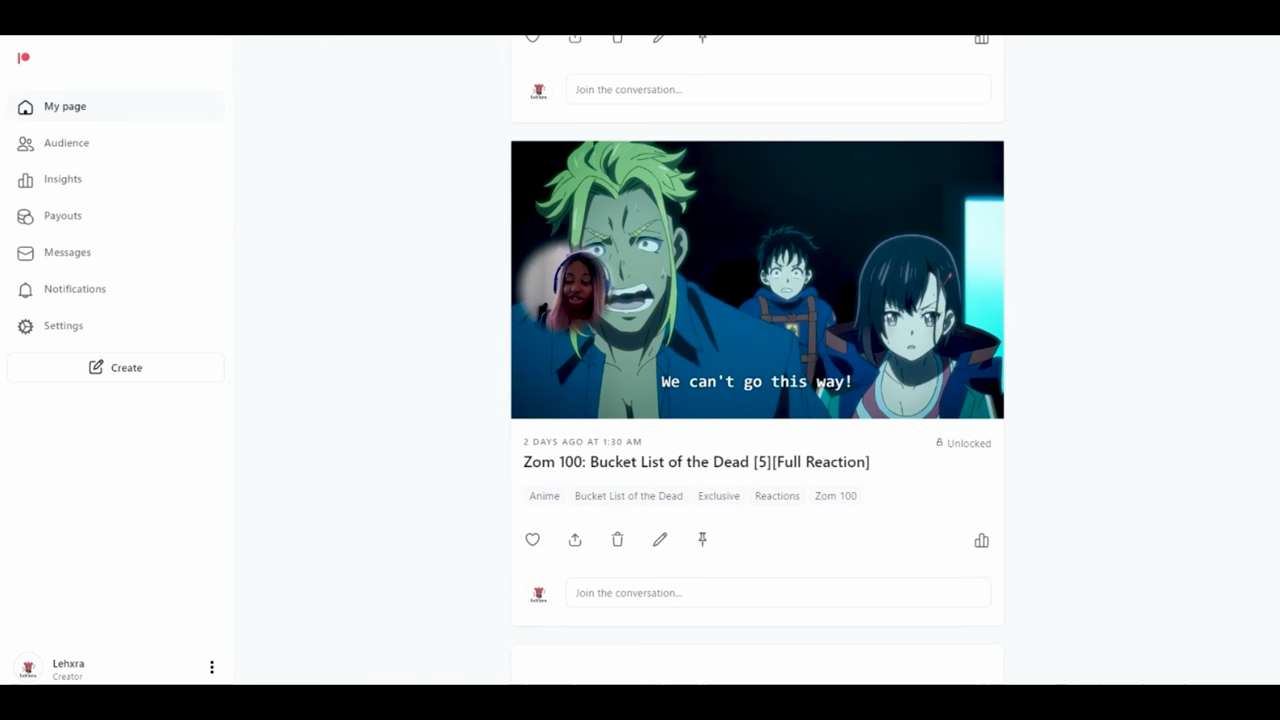 My page
Audience
Insights
Payouts
Messages
Notifications
Settings
Create
Lehxra
Creator
Join the conversation...
We can't go this way!
2 DAYS AGO AT 1:30 AM
Unlocked
Zom 100: Bucket List of the Dead [5][Full Reaction]
Anime Bucket List of the Dead Exclusive Reactions Zom 100
Join the conversation...